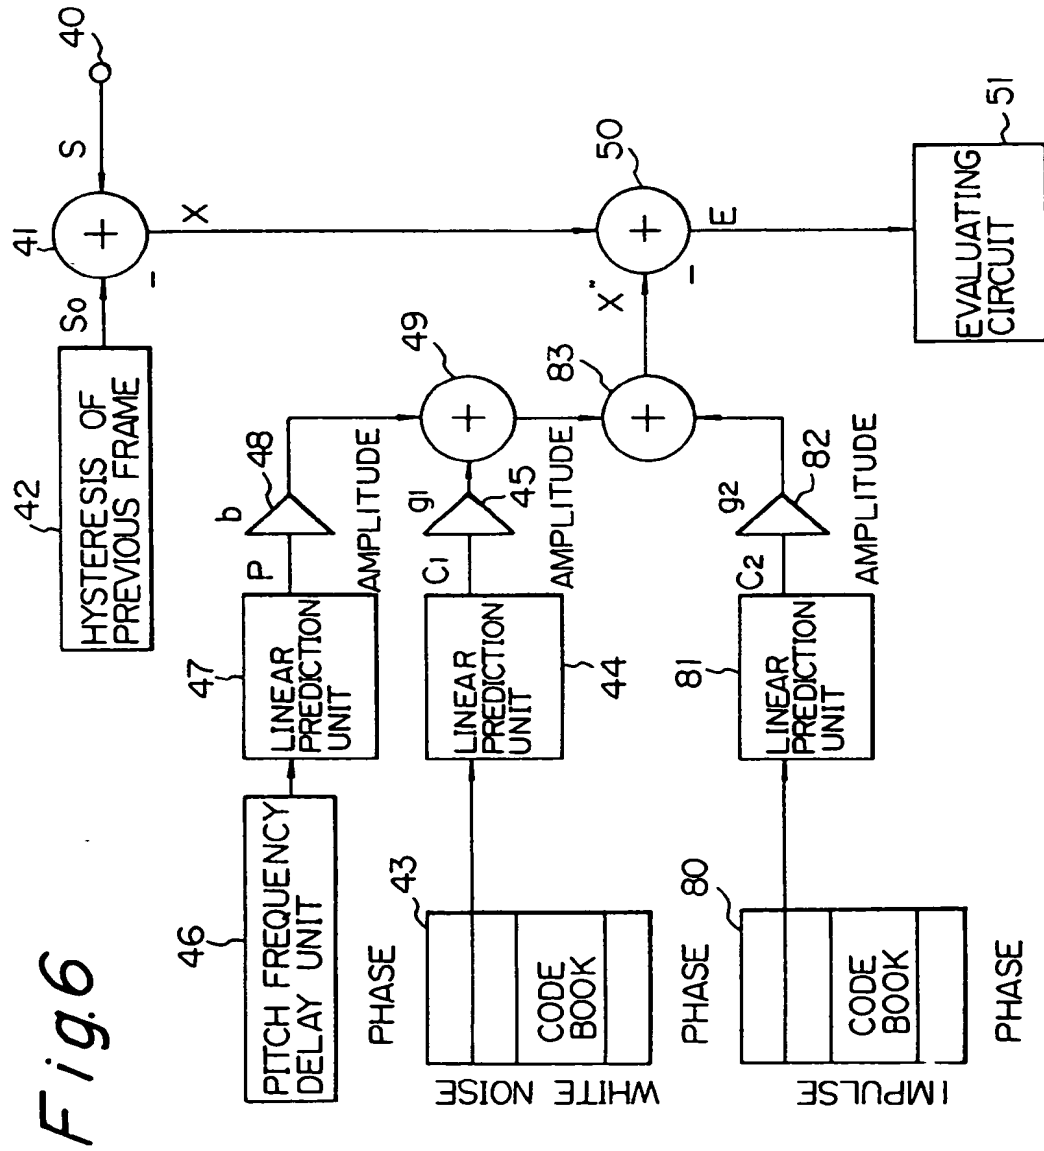 Fig.6
42
HYSTERESIS OF
PREVIOUS FRAME
So
41
+
-
S
40
X
46
PITCH FREQUENCY
DELAY UNIT
47
LINEAR
PREDICTION
UNIT
P
b
48
AMPLITUDE
PHASE
43
WHITE NOISE
CODE
BOOK
44
LINEAR
PREDICTION
UNIT
C1
g1
45
AMPLITUDE
49
+
PHASE
80
IMPULSE
CODE
BOOK
PHASE
81
LINEAR
PREDICTION
UNIT
C2
g2
82
AMPLITUDE
83
+
X"
-
50
+
E
51
EVALUATING
CIRCUIT